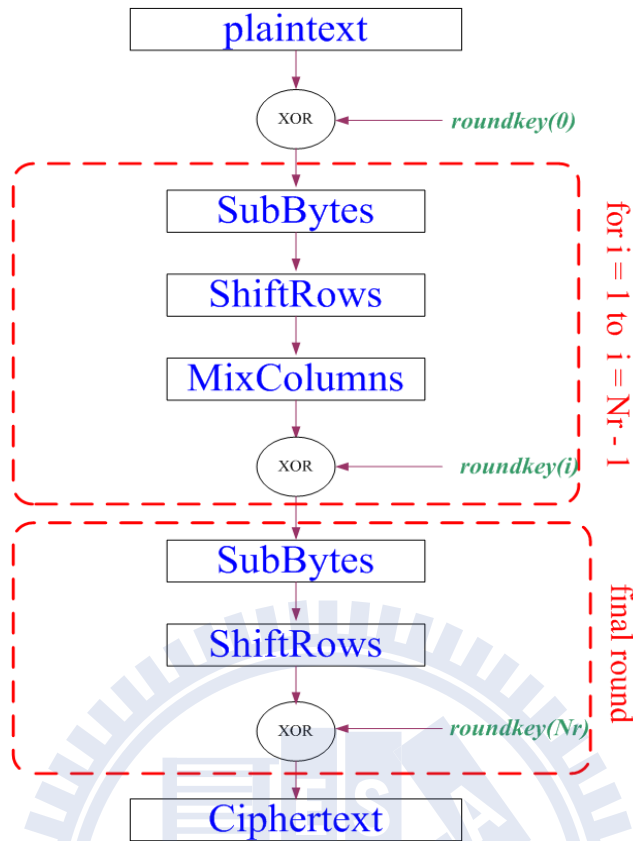 plaintext
XOR
roundkey(0)
SubBytes
ShiftRows
MixColumns
XOR
roundkey(i)
for i = 1 to i = Nr - 1
SubBytes
ShiftRows
XOR
roundkey(Nr)
final round
Ciphertext
ES
A